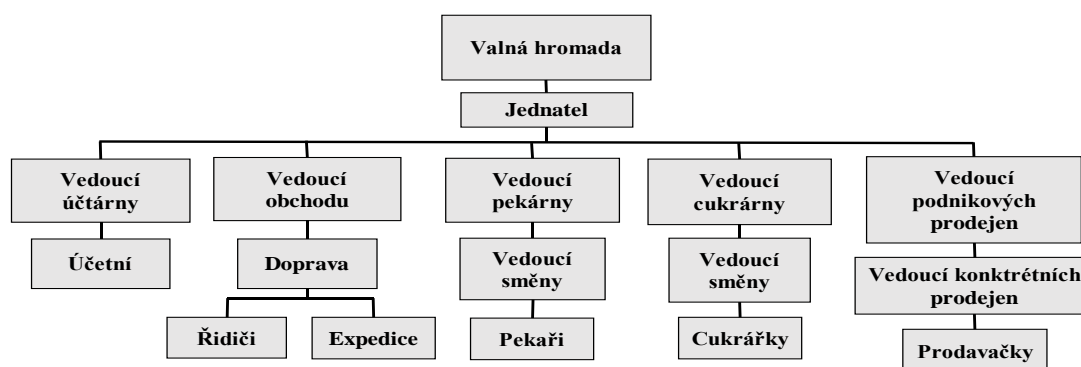 Valná hromada
Jednatel
Vedoucí
účtárny
Vedoucí
obchodu
Vedoucí
pekárny
Vedoucí
cukrárny
Vedoucí
podnikových
prodejen
Účetní
Doprava
Vedoucí
směny
Vedoucí
směny
Vedoucí konktrétních
prodejen
Řidiči
Expedice
Pekaři
Cukrářky
Prodavačky